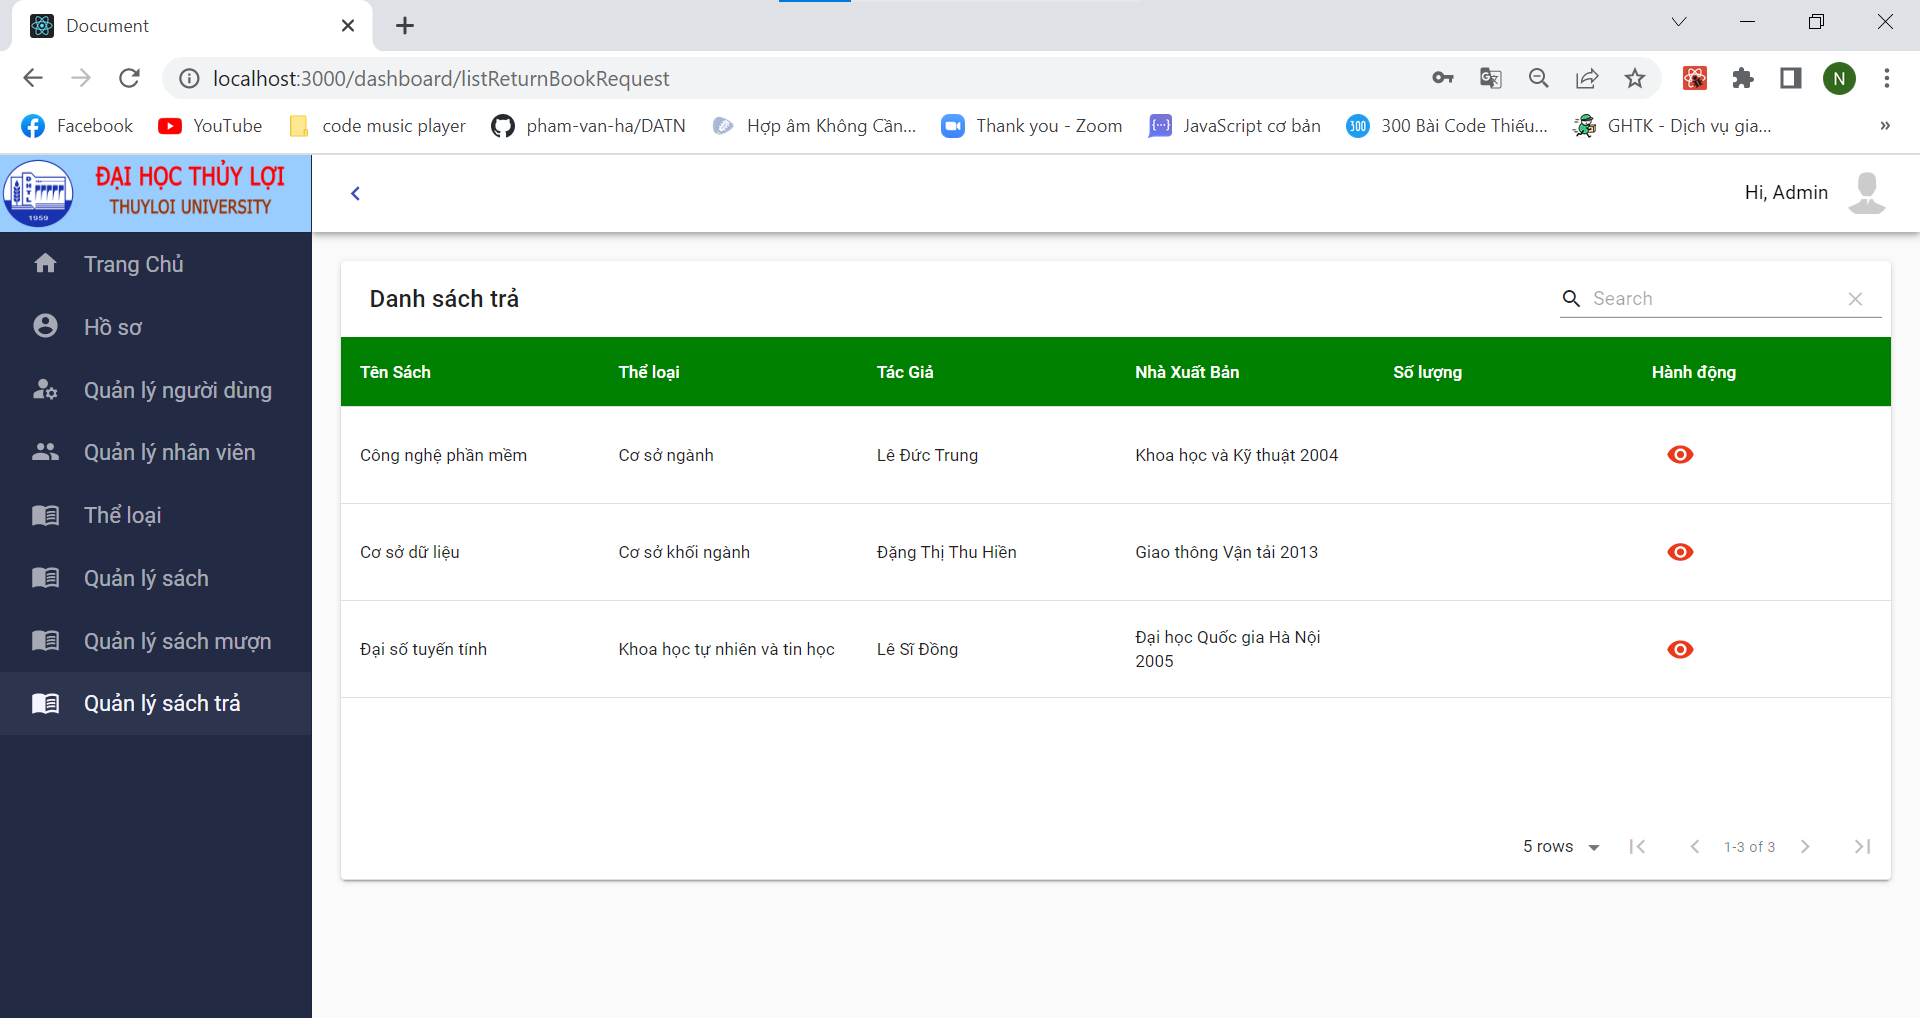 Document
localhost:3000/dashboard/listReturnBookRequest
N
Facebook
YouTube
code music player
pham-van-ha/DATN
Hợp âm Không Cần...
Thank you - Zoom
JavaScript cơ bản
300
300 Bài Code Thiếu...
GHTK - Dịch vụ gia...
»
ĐẠI HỌC THỦY LỢI
THUYLOI UNIVERSITY
1959
Hi, Admin
Trang Chủ
Hồ sơ
Quản lý người dùng
Quản lý nhân viên
Thể loại
Quản lý sách
Quản lý sách mượn
Quản lý sách trả
Danh sách trả
Search
Tên Sách Thể loại Tác Giả Nhà Xuất Bản Số lượng Hành động
Công nghệ phần mềm Cơ sở ngành Lê Đức Trung Khoa học và Kỹ thuật 2004
Cơ sở dữ liệu Cơ sở khối ngành Đặng Thị Thu Hiền Giao thông Vận tải 2013
Đại số tuyến tính Khoa học tự nhiên và tin học Lê Sĩ Đồng Đại học Quốc gia Hà Nội
2005
5 rows 1-3 of 3